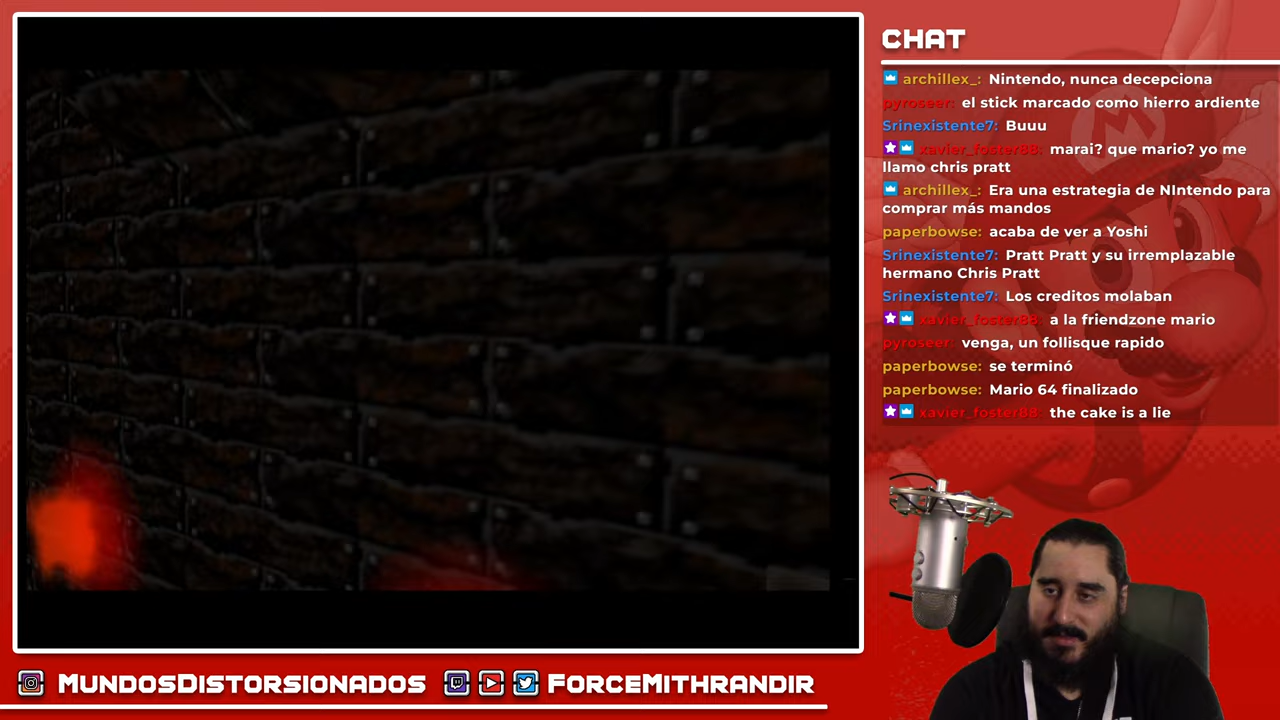 CHAT
archillex_: Nintendo, nunca decepciona
pyroseer: el stick marcado como hierro ardiente
Srinexistente7: Buuu
xavier_foster88: marai? que mario? yo me
llamo chris pratt
archillex_: Era una estrategia de NIntendo para
comprar más mandos
paperbowse: acaba de ver a Yoshi
Srinexistente7: Pratt Pratt y su irremplazable
hermano Chris Pratt
Srinexistente7: Los creditos molaban
xavier_foster88: a la friendzone mario
pyroseer: venga, un follisque rapido
paperbowse: se terminó
paperbowse: Mario 64 finalizado
xavier_foster88: the cake is a lie
MUNDOSDISTORSIONADOS FORCEMITHRANDIR